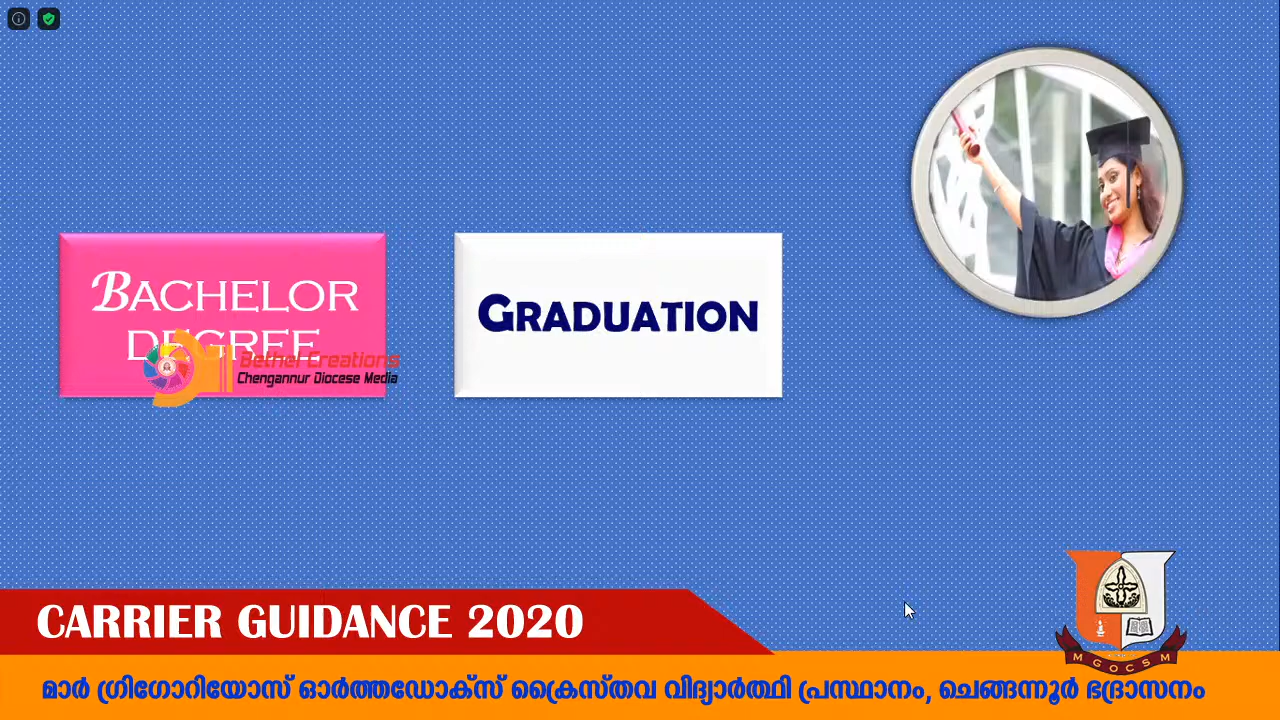 BACHELOR
DEGREE
GRADUATION
Bethel Creations
Chengannur Diocese Media
CARRIER GUIDANCE 2020
MGOCSM
മാർ ഗ്രിഗോറിയോസ് ഓർത്തഡോക്സ് ക്രൈസ്തവ വിദ്യാർത്ഥി പ്രസ്ഥാനം, ചെങ്ങന്നൂർ ഭദ്രാസനം